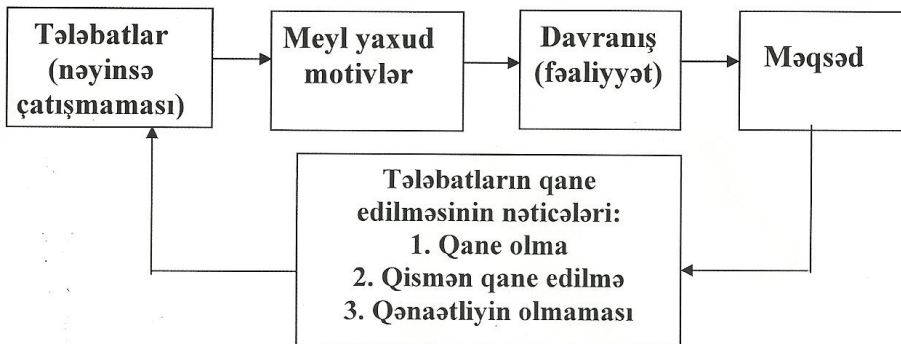 Tələbatlar
(nəyinsə
çatışmaması)
Meyl yaxud
motivlər
Davranış
(fəaliyyət)
Məqsəd
Tələbatların qane
edilməsinin nəticələri:
1. Qane olma
2. Qismən qane edilmə
3. Qənaətliyin olmaması